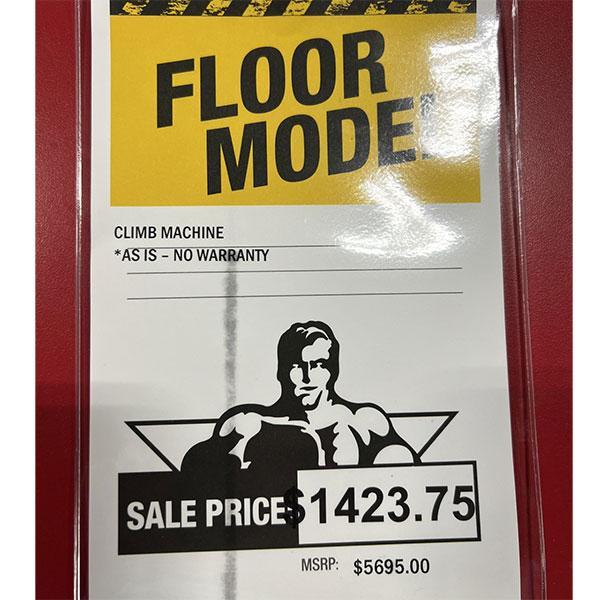 FLOOR
MODEL
CLIMB MACHINE
*AS IS – NO WARRANTY
SALE PRICE $1423.75
MSRP: $5695.00